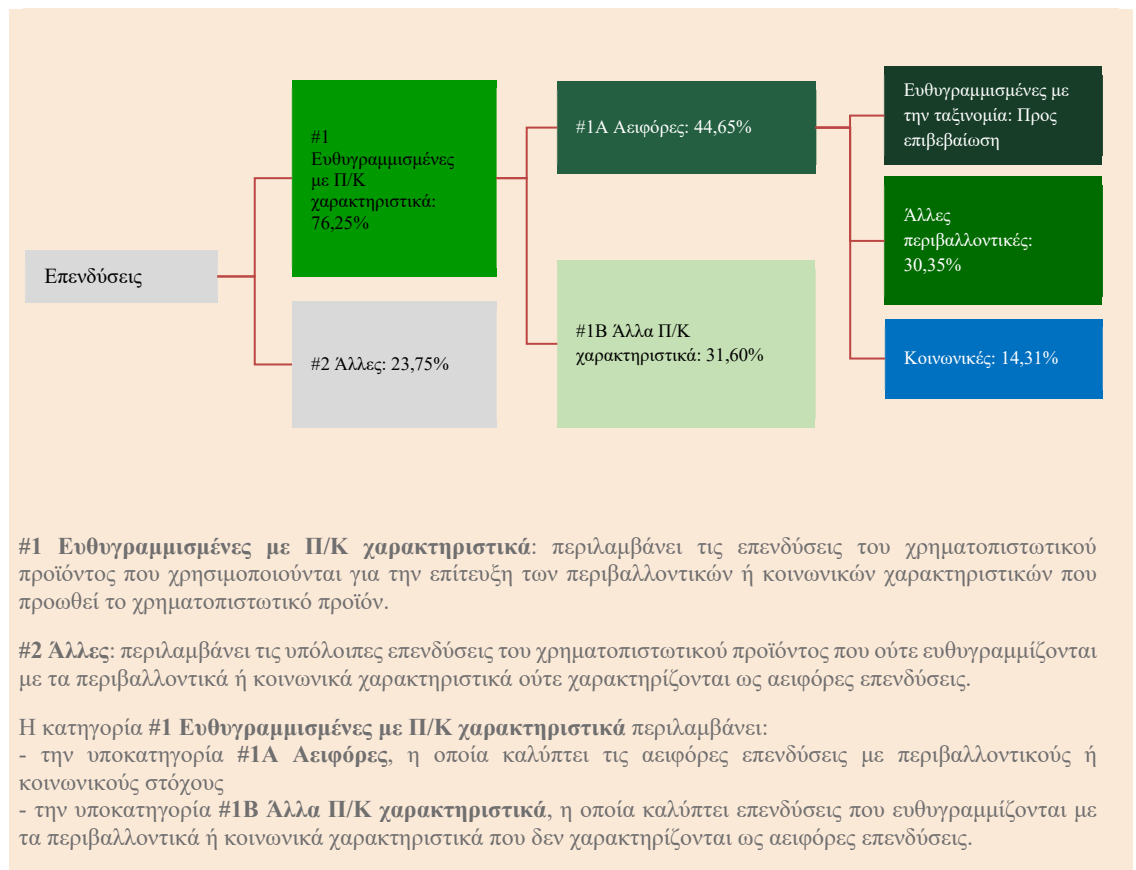 Επενδύσεις
#1
Ευθυγραμμισμένες
με Π/Κ
χαρακτηριστικά:
76,25%
#2 Άλλες: 23,75%
#1Α Αειφόρες: 44,65%
#1Β Άλλα Π/Κ
χαρακτηριστικά: 31,60%
Ευθυγραμμισμένες με
την ταξινομία: Προς
επιβεβαίωση
Άλλες
περιβαλλοντικές:
30,35%
Κοινωνικές: 14,31%
#1 Ευθυγραμμισμένες με Π/Κ χαρακτηριστικά: περιλαμβάνει τις επενδύσεις του χρηματοπιστωτικού
προϊόντος που χρησιμοποιούνται για την επίτευξη των περιβαλλοντικών ή κοινωνικών χαρακτηριστικών που
προωθεί το χρηματοπιστωτικό προϊόν.
#2 Άλλες: περιλαμβάνει τις υπόλοιπες επενδύσεις του χρηματοπιστωτικού προϊόντος που ούτε ευθυγραμμίζονται
με τα περιβαλλοντικά ή κοινωνικά χαρακτηριστικά ούτε χαρακτηρίζονται ως αειφόρες επενδύσεις.
Η κατηγορία #1 Ευθυγραμμισμένες με Π/Κ χαρακτηριστικά περιλαμβάνει:
- την υποκατηγορία #1Α Αειφόρες, η οποία καλύπτει τις αειφόρες επενδύσεις με περιβαλλοντικούς ή
κοινωνικούς στόχους
- την υποκατηγορία #1Β Άλλα Π/Κ χαρακτηριστικά, η οποία καλύπτει επενδύσεις που ευθυγραμμίζονται με
τα περιβαλλοντικά ή κοινωνικά χαρακτηριστικά που δεν χαρακτηρίζονται ως αειφόρες επενδύσεις.